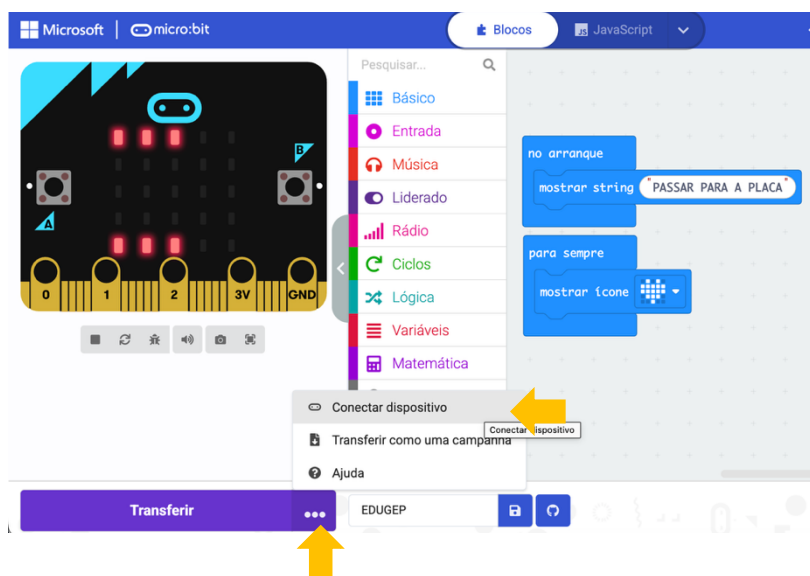 Microsoft | micro:bit
Blocos
JS JavaScript
Pesquisar...
Básico
Entrada
Música
Liderado
Rádio
Ciclos
Lógica
Variáveis
Matemática
no arranque
mostrar string "PASSAR PARA A PLACA"
para sempre
mostrar ícone
B
A
0 1 2 3V GND
Conectar dispositivo
Conectar dispositivo
Transferir como uma campanha
Ajuda
Transferir
EDUGEP